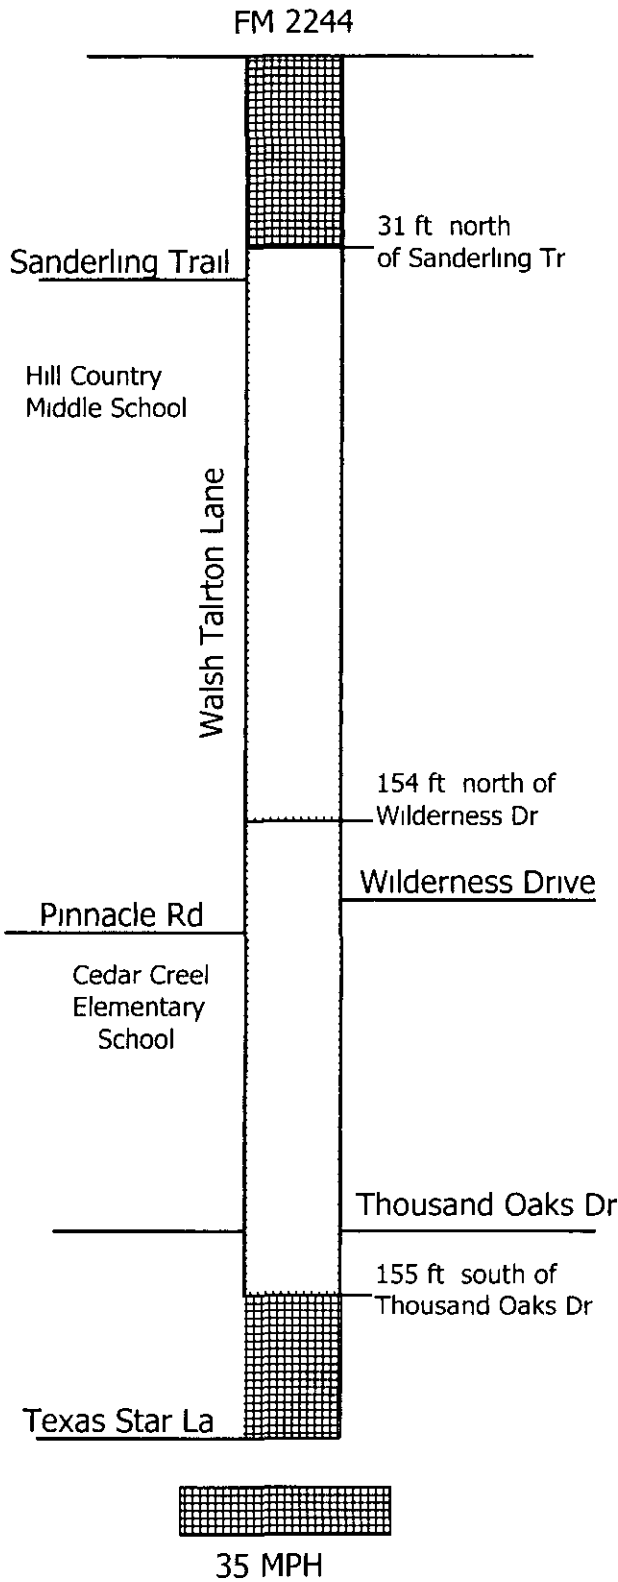 FM 2244
31 ft north
of Sanderling Tr
Sanderling Trail
Hill Country
Middle School
Walsh Talrton Lane
154 ft north of
Wilderness Dr
Wilderness Drive
Pinnacle Rd
Cedar Creel
Elementary
School
Thousand Oaks Dr
155 ft south of
Thousand Oaks Dr
Texas Star La
35 MPH